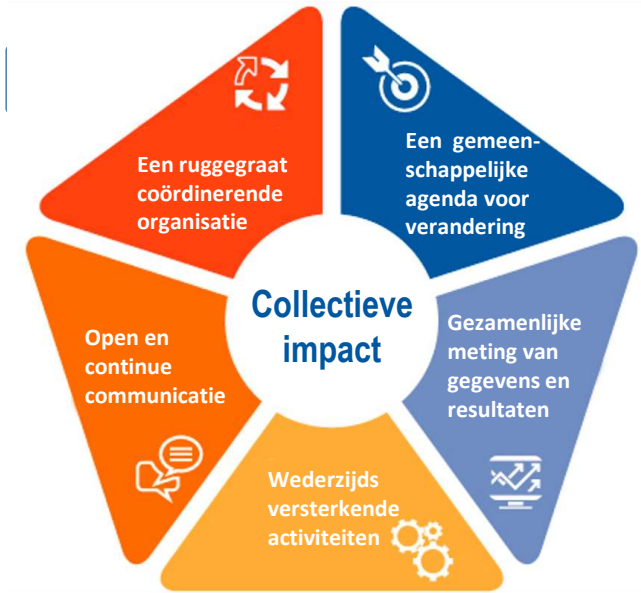 Een ruggegraat
coördinerende
organisatie
Een gemeen-
schappelijke
agenda voor
verandering
Collectieve
impact
Open en
continue
communicatie
Gezamenlijke
meting van
gegevens en
resultaten
Wederzijds
versterkende
activiteiten